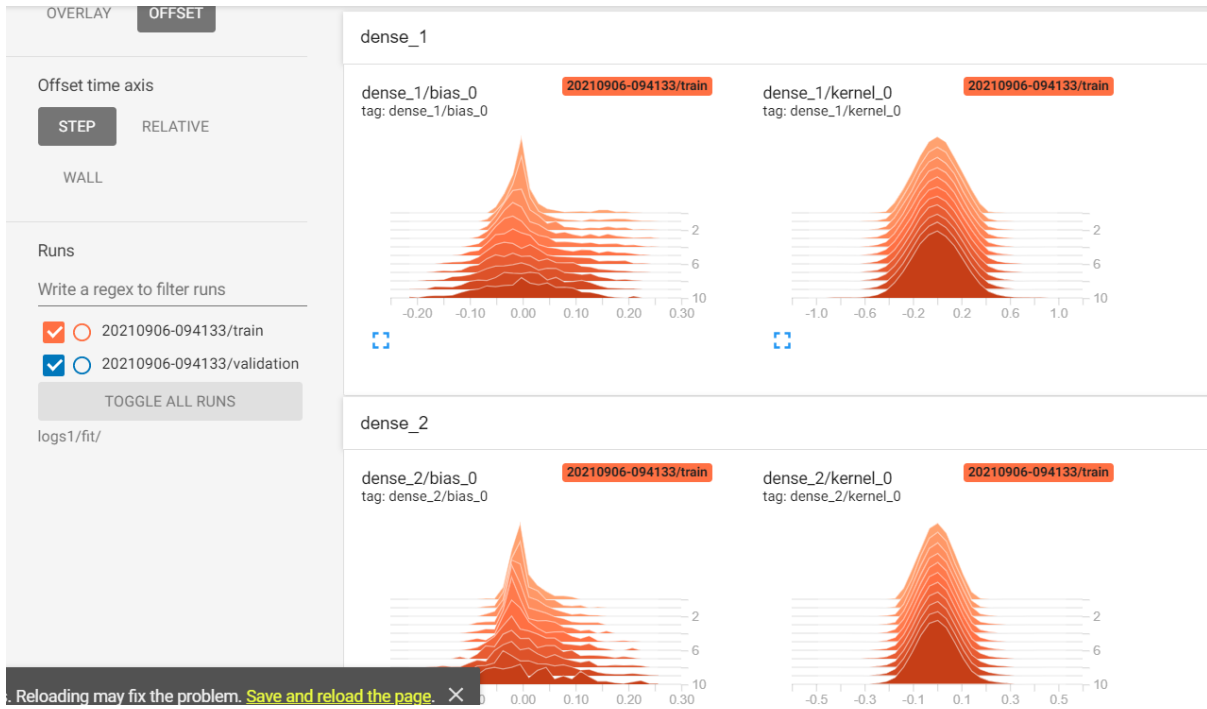 OVERLAY
OFFSET
Offset time axis
STEP
RELATIVE
WALL
Runs
Write a regex to filter runs
20210906-094133/train
20210906-094133/validation
TOGGLE ALL RUNS
logs1/fit/
dense_1
dense_1/bias_0
20210906-094133/train
tag: dense_1/bias_0
2
6
10
-0.20 -0.10 0.00 0.10 0.20 0.30
dense_1/kernel_0
20210906-094133/train
tag: dense_1/kernel_0
2
6
10
-1.0 -0.6 -0.2 0.2 0.6 1.0
dense_2
dense_2/bias_0
20210906-094133/train
tag: dense_2/bias_0
2
6
10
0.00 0.10 0.20 0.30
dense_2/kernel_0
20210906-094133/train
tag: dense_2/kernel_0
2
6
10
-0.5 -0.3 -0.1 0.1 0.3 0.5
. Reloading may fix the problem. Save and reload the page.